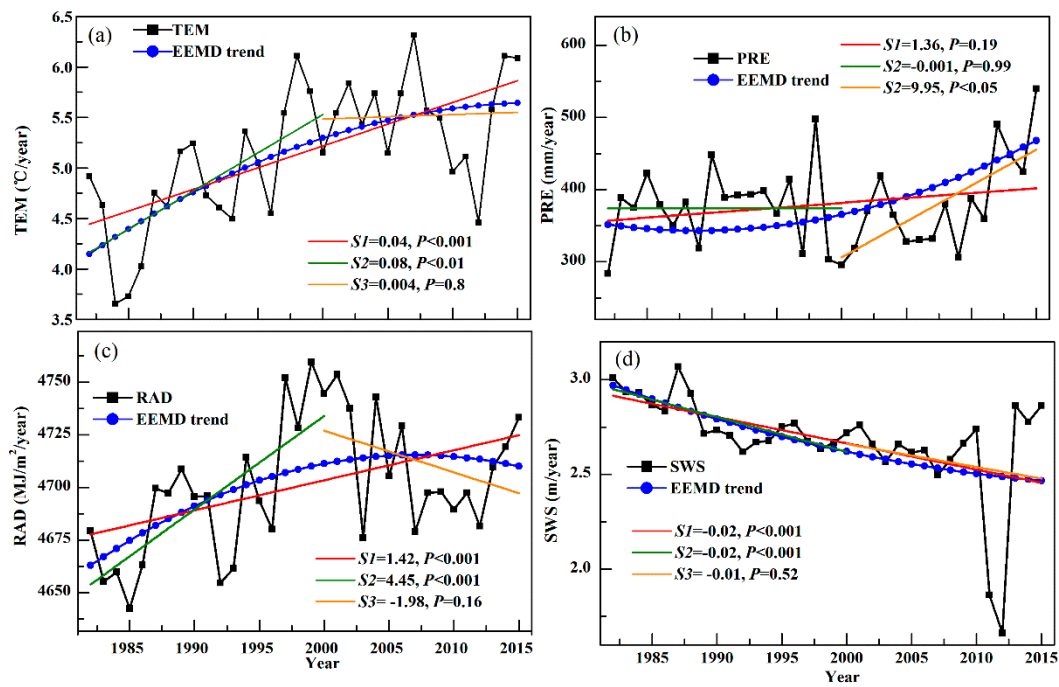 (a)
TEM
EEMD trend
6.5
6.0
5.5
5.0
4.5
4.0
3.5
TEM (℃/year)
S1=0.04, P<0.001
S2=0.08, P<0.01
S3=0.004, P=0.8
(b)
PRE
EEMD trend
S1=1.36, P=0.19
S2=-0.001, P=0.99
S2=9.95, P<0.05
600
500
400
300
PRE (mm/year)
(c)
RAD
EEMD trend
4750
4725
4700
4675
4650
RAD (MJ/m²/year)
S1=1.42, P<0.001
S2=4.45, P<0.001
S3= -1.98, P=0.16
1985 1990 1995 2000 2005 2010 2015
Year
(d)
SWS
EEMD trend
3.0
2.5
2.0
SWS (m/year)
S1=-0.02, P<0.001
S2=-0.02, P<0.001
S3= -0.01, P=0.52
1985 1990 1995 2000 2005 2010 2015
Year